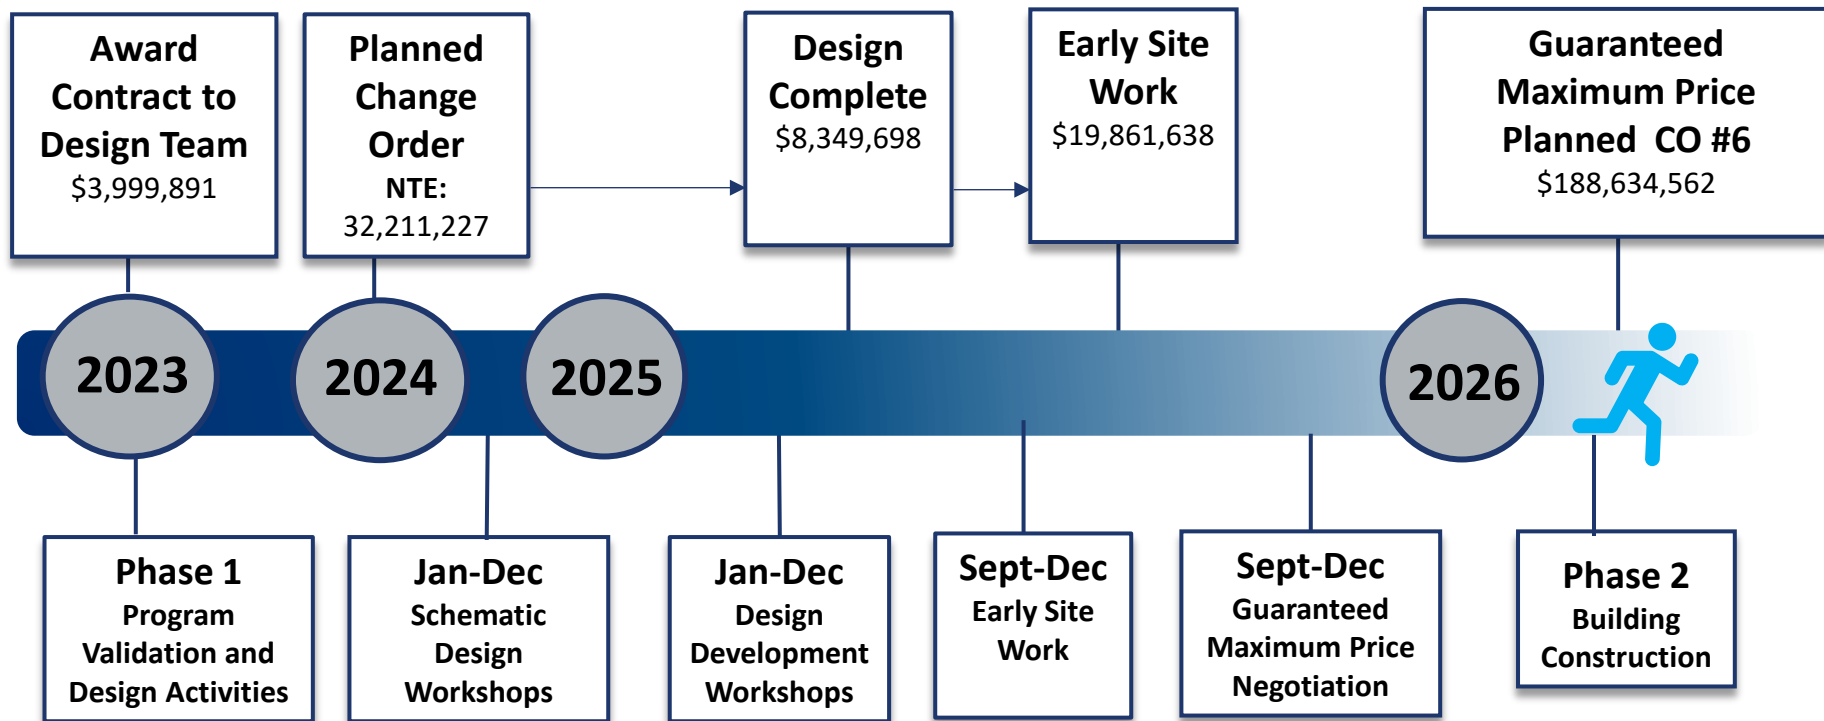 Award
Contract to
Design Team
$3,999,891
Planned
Change
Order
NTE:
32,211,227
Design
Complete
$8,349,698
Early Site
Work
$19,861,638
Guaranteed
Maximum Price
Planned CO #6
$188,634,562
2023
2024
2025
2026
Phase 1
Program
Validation and
Design Activities
Jan-Dec
Schematic
Design
Workshops
Jan-Dec
Design
Development
Workshops
Sept-Dec
Early Site
Work
Sept-Dec
Guaranteed
Maximum Price
Negotiation
Phase 2
Building
Construction